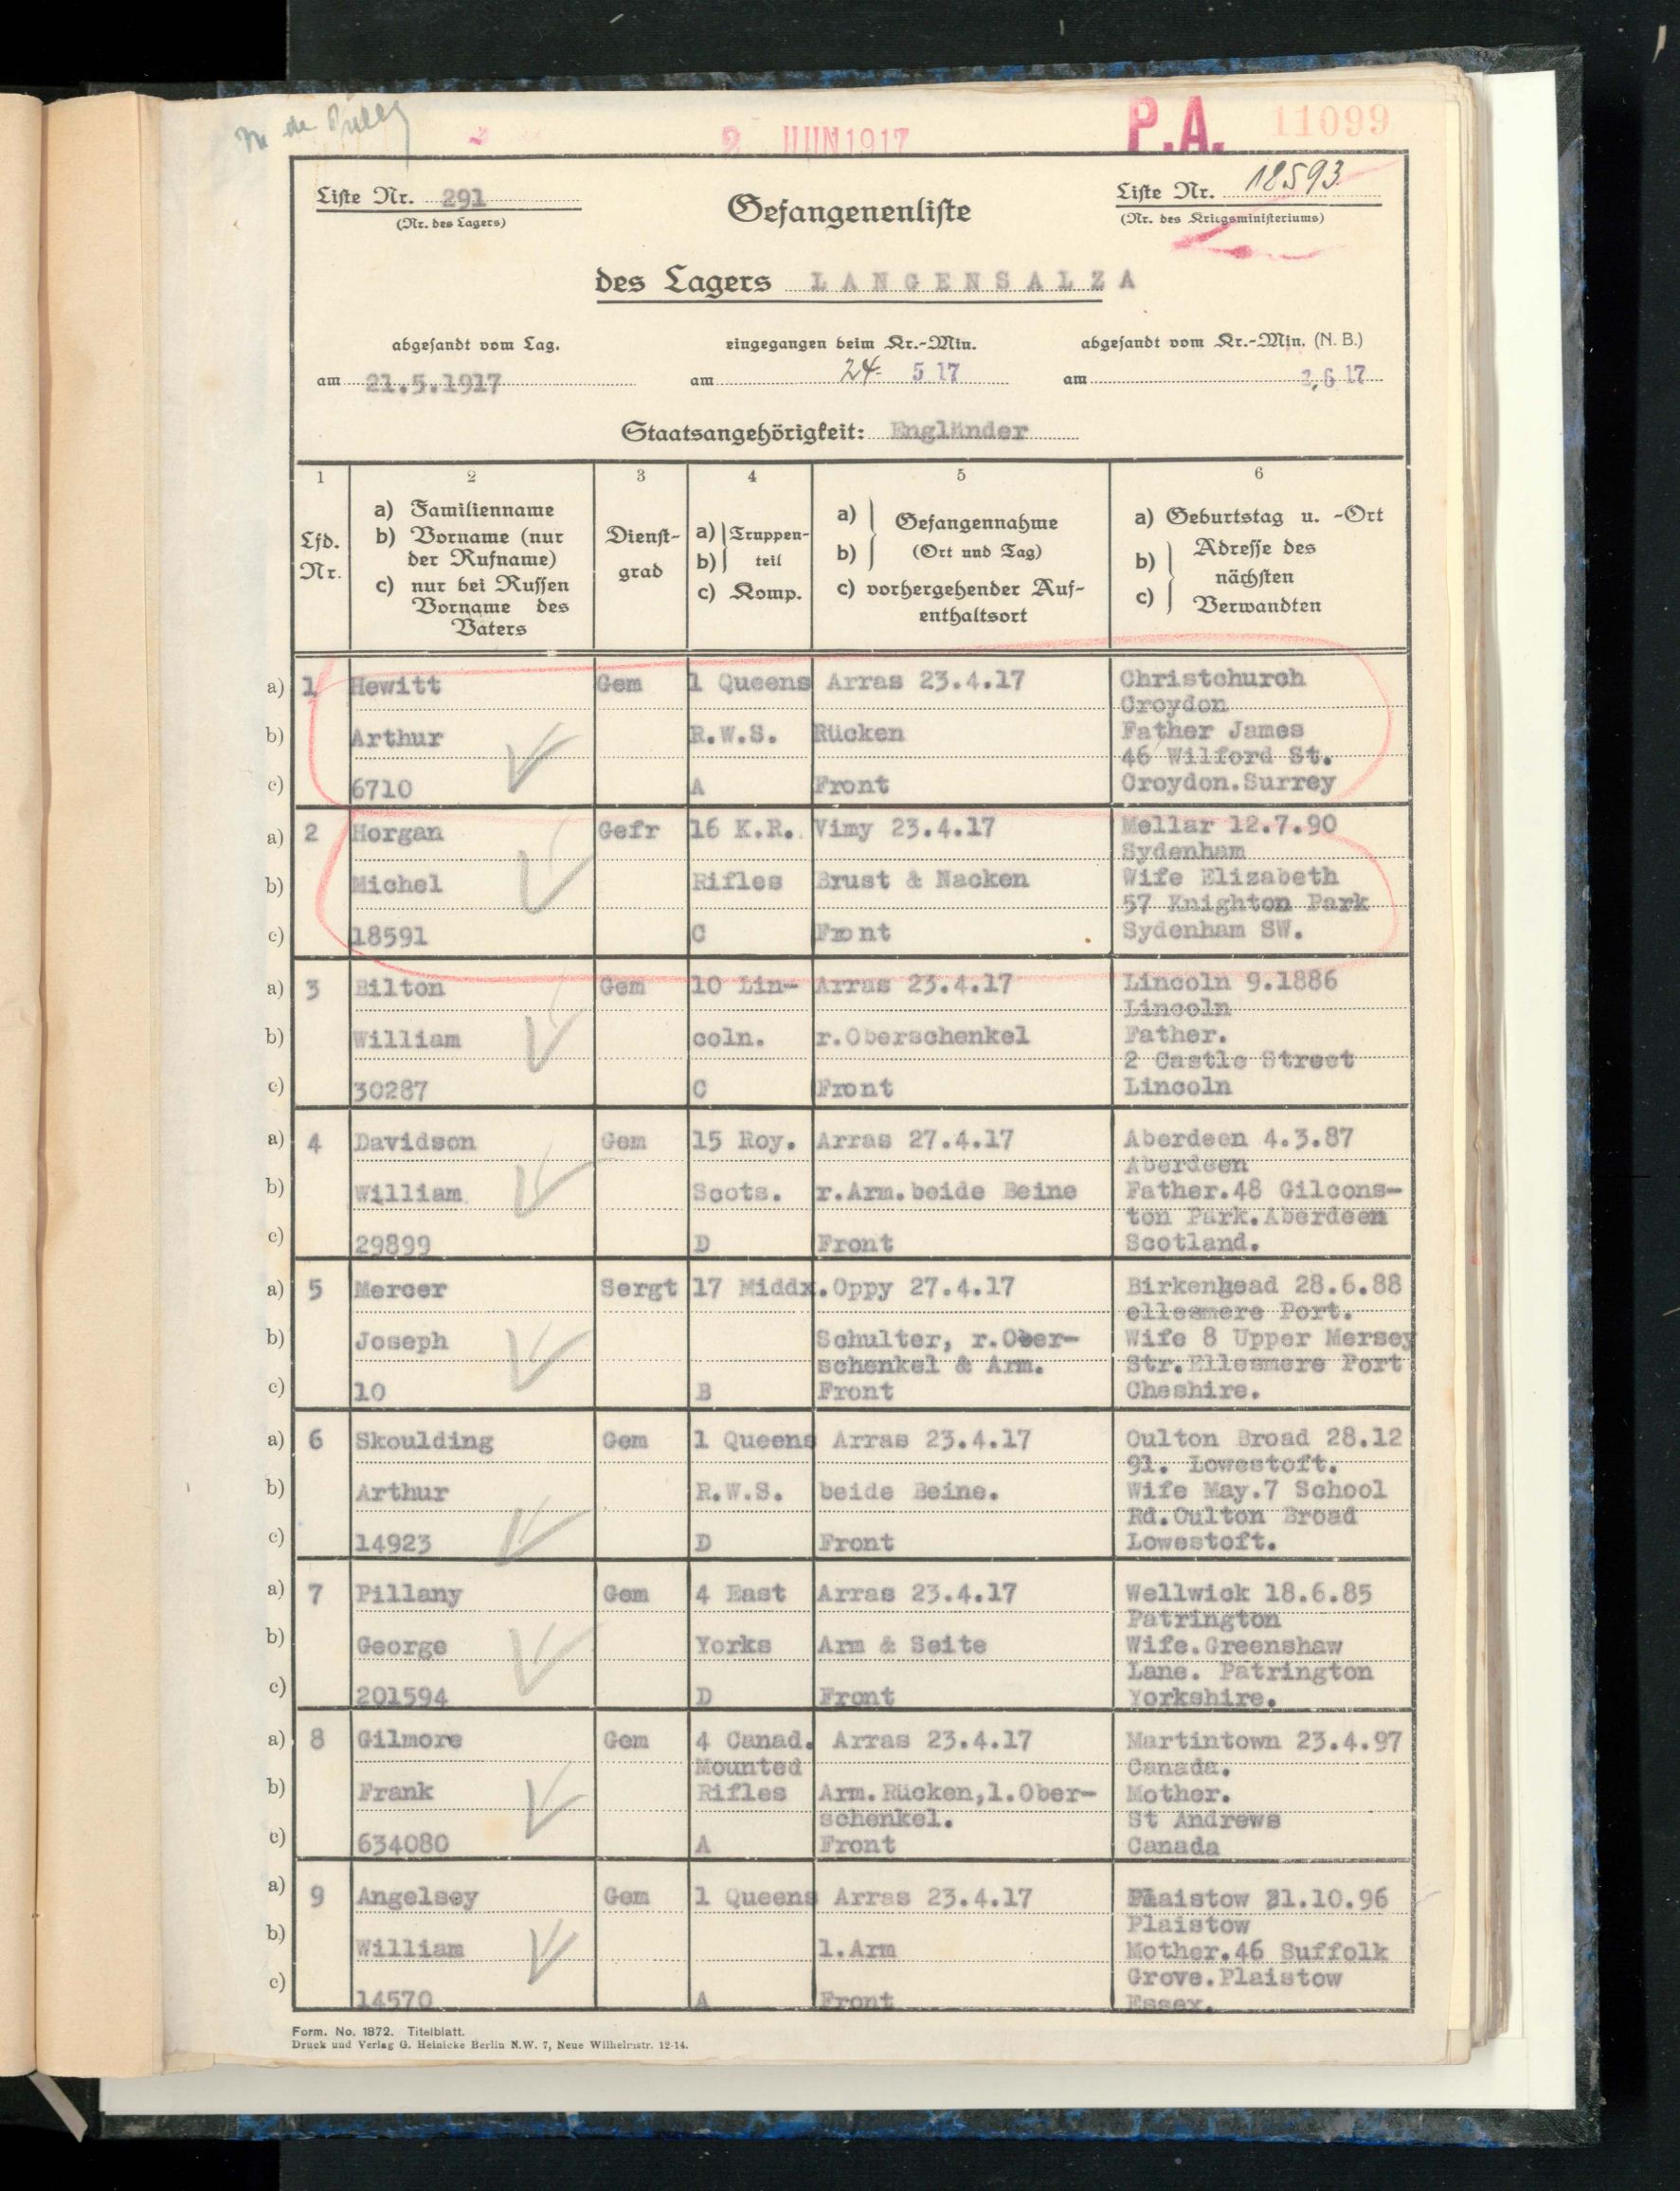 P.A. 11099
2 JUIN 1917
Liste Nr. 291
(Nr. des Lagers)
Gefangenenliste
Liste Nr. 18593
(Nr. des Kriegsministeriums)
des Lagers LANGENSALZA
abgesandt vom Lag.
eingegangen beim Kr.-Min.
abgesandt vom Kr.-Min. (N.B.)
am 21.5.1917
am 24. 5 17
am 2.6 17
Staatsangehörigkeit: Engländer
1 2 3 4 5 6
Lfd. Nr.
a) Familienname
b) Vorname (nur
der Rufname)
c) nur bei Russen
Vorname des
Vaters
Dienst-
grad
a) Truppen-
b) teil
c) Komp.
a) Gefangennahme
b) (Ort und Tag)
c) vorhergehender Auf-
enthaltsort
a) Geburtstag u. -Ort
b) Adresse des
nächsten
c) Verwandten
a) 1 Hewitt Gem 1 Queens Arras 23.4.17 Christchurch
Croydon
b) Arthur R.W.S. Rücken Father James
46 Wilford St.
c) 6710 A Front Croydon.Surrey
a) 2 Horgan Gefr 16 K.R. Vimy 23.4.17 Mellar 12.7.90
Sydenham
b) Michel Rifles Brust & Nacken Wife Elizabeth
57 Knighton Park
c) 18591 C Front Sydenham SW.
a) 3 Bilton Gem 10 Lin- Arras 23.4.17 Lincoln 9.1886
Lincoln
b) William coln. r.Oberschenkel Father.
2 Castle Street
c) 30287 C Front Lincoln
a) 4 Davidson Gem 15 Roy. Arras 27.4.17 Aberdeen 4.3.87
Aberdeen
b) William Scots. r.Arm.beide Beine Father.48 Gilcons-
ton Park.Aberdeen
c) 29899 D Front Scotland.
a) 5 Mercer Sergt 17 Middx. Oppy 27.4.17 Birkenhead 28.6.88
ellesmere Port.
b) Joseph Schulter, r.Ober- Wife 8 Upper Mersey
schenkel & Arm. Str.Ellesmere Port
c) 10 B Front Cheshire.
a) 6 Skoulding Gem 1 Queens Arras 23.4.17 Oulton Broad 28.12
91. Lowestoft.
b) Arthur R.W.S. beide Beine. Wife May.7 School
Rd.Oulton Broad
c) 14923 D Front Lowestoft.
a) 7 Pillany Gem 4 East Arras 23.4.17 Wellwick 18.6.85
Patrington
b) George Yorks Arm & Seite Wife.Greenshaw
Lane. Patrington
c) 201594 D Front Yorkshire.
a) 8 Gilmore Gem 4 Canad. Arras 23.4.17 Martintown 23.4.97
Mounted Canada.
b) Frank Rifles Arm.Rücken,l.Ober- Mother.
schenkel. St Andrews
c) 634080 A Front Canada
a) 9 Angelsey Gem 1 Queens Arras 23.4.17 Plaistow 21.10.96
Plaistow
b) William l.Arm Mother.46 Suffolk
Grove.Plaistow
c) 14570 A Front Essex.
Form. No. 1872. Titelblatt.
Druck und Verlag G. Heinicke Berlin N.W. 7, Neue Wilhelmstr. 12-14.